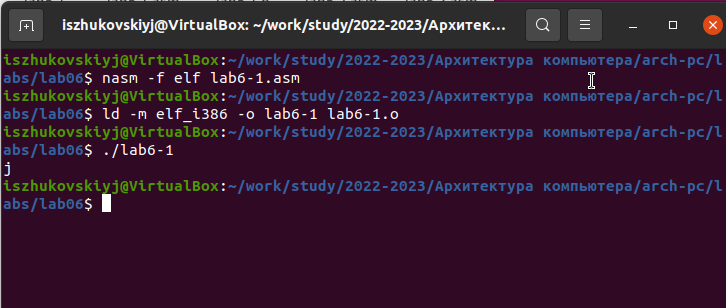 iszhukovskiyj@VirtualBox: ~/work/study/2022-2023/Архитек...
iszhukovskiyj@VirtualBox:~/work/study/2022-2023/Архитектура компьютера/arch-pc/l
abs/lab06$ nasm -f elf lab6-1.asm
iszhukovskiyj@VirtualBox:~/work/study/2022-2023/Архитектура компьютера/arch-pc/l
abs/lab06$ ld -m elf_i386 -o lab6-1 lab6-1.o
iszhukovskiyj@VirtualBox:~/work/study/2022-2023/Архитектура компьютера/arch-pc/l
abs/lab06$ ./lab6-1
j
iszhukovskiyj@VirtualBox:~/work/study/2022-2023/Архитектура компьютера/arch-pc/l
abs/lab06$